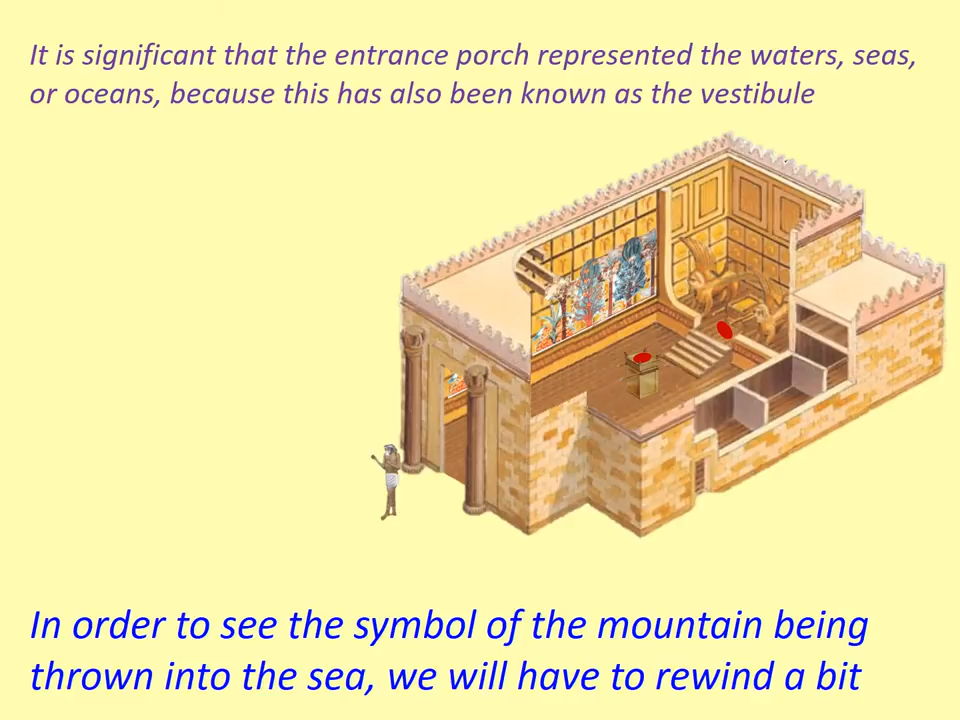 It is significant that the entrance porch represented the waters, seas,
or oceans, because this has also been known as the vestibule
In order to see the symbol of the mountain being
thrown into the sea, we will have to rewind a bit